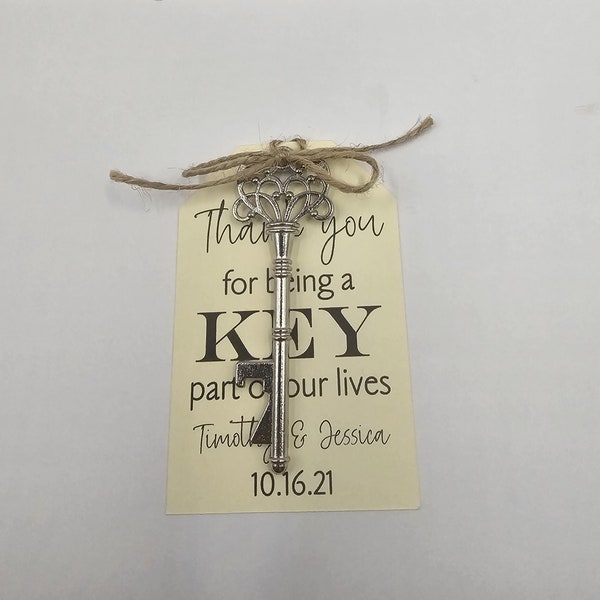 Thank you
for being a
KEY
part of our lives
Timothy & Jessica
10.16.21